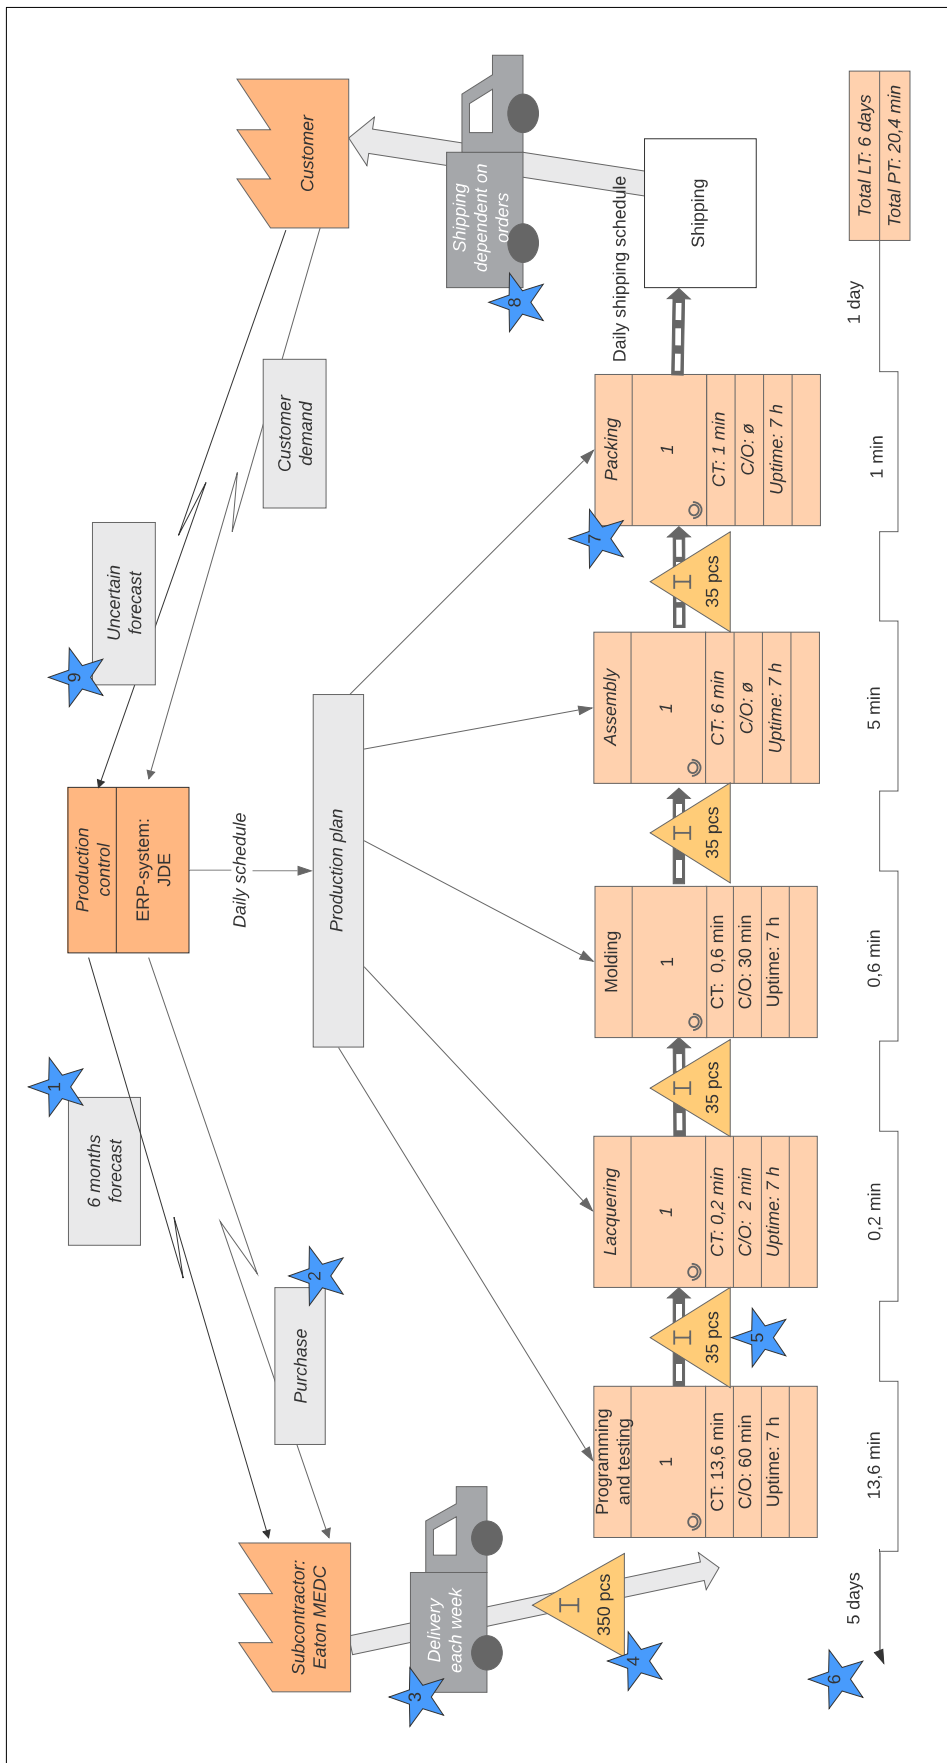 1
9
6 months
forecast
Production
control
ERP-system:
JDE
Uncertain
forecast
Subcontractor:
Eaton MEDC
Purchase
2
Daily schedule
Customer
demand
Customer
Production plan
3
Delivery
each week
8
Shipping
dependent on
orders
4
350 pcs
Programming
and testing
1
CT: 13,6 min
C/O: 60 min
Uptime: 7 h
I
35 pcs
5
Lacquering
1
CT: 0,2 min
C/O: 2 min
Uptime: 7 h
I
35 pcs
Molding
1
CT: 0,6 min
C/O: 30 min
Uptime: 7 h
I
35 pcs
Assembly
1
CT: 6 min
C/O: ø
Uptime: 7 h
I
35 pcs
7
Packing
1
CT: 1 min
C/O: ø
Uptime: 7 h
Daily shipping schedule
Shipping
6
5 days
13,6 min
0,2 min
0,6 min
5 min
1 min
1 day
Total LT: 6 days
Total PT: 20,4 min